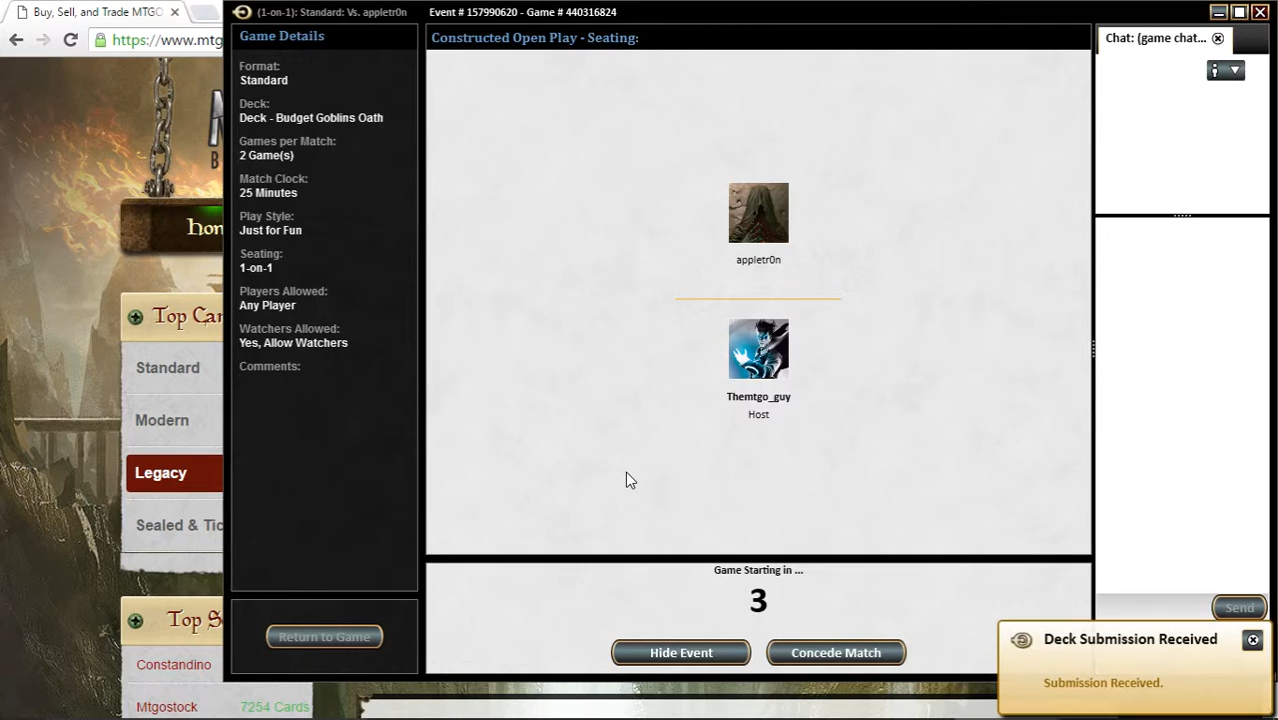 Buy, Sell, and Trade MTGO
(1-on-1): Standard: Vs. appletr0n
Event # 157990620 - Game # 440316824
https://www.mtg
Game Details
Constructed Open Play - Seating:
Chat: (game chat...
Format:
Standard
Deck:
Deck - Budget Goblins Oath
Games per Match:
2 Game(s)
Match Clock:
25 Minutes
Play Style:
Just for Fun
Seating:
1-on-1
Players Allowed:
Any Player
Watchers Allowed:
Yes, Allow Watchers
Comments:
appletr0n
Themtgo_guy
Host
Hom
Top Car
Standard
Modern
Legacy
Sealed & Tic
Top Se
Constandino
Mtgostock 7254 Cards
Game Starting in ...
3
Return to Game
Hide Event
Concede Match
Send
Deck Submission Received
Submission Received.